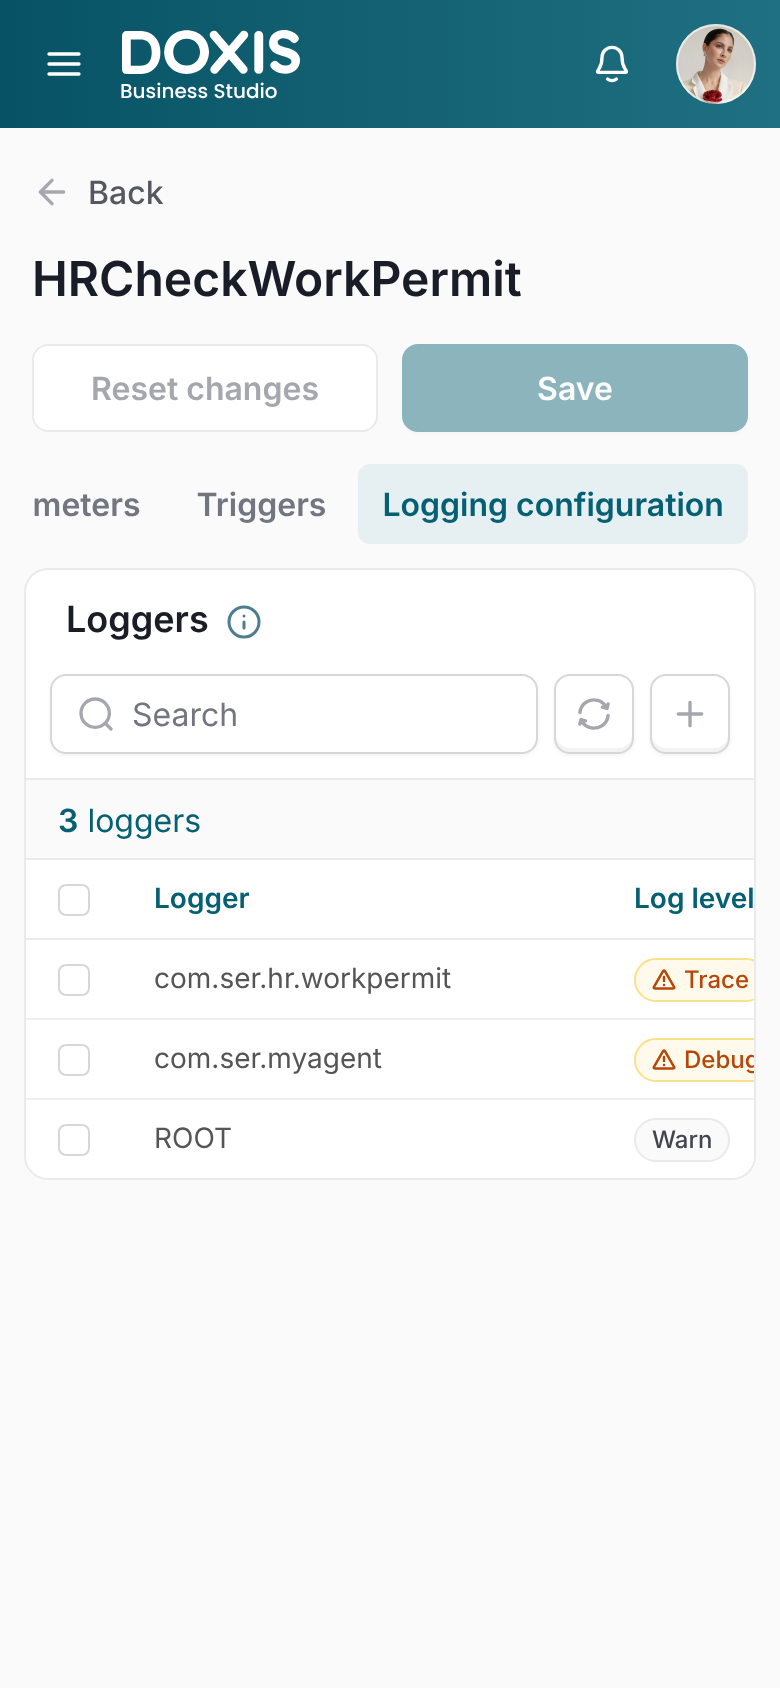 DOXIS
Business Studio
Back
HRCheckWorkPermit
Reset changes
Save
meters
Triggers
Logging configuration
Loggers
Search
3 loggers
Logger
Log level
com.ser.hr.workpermit
Trace
com.ser.myagent
Debug
ROOT
Warn